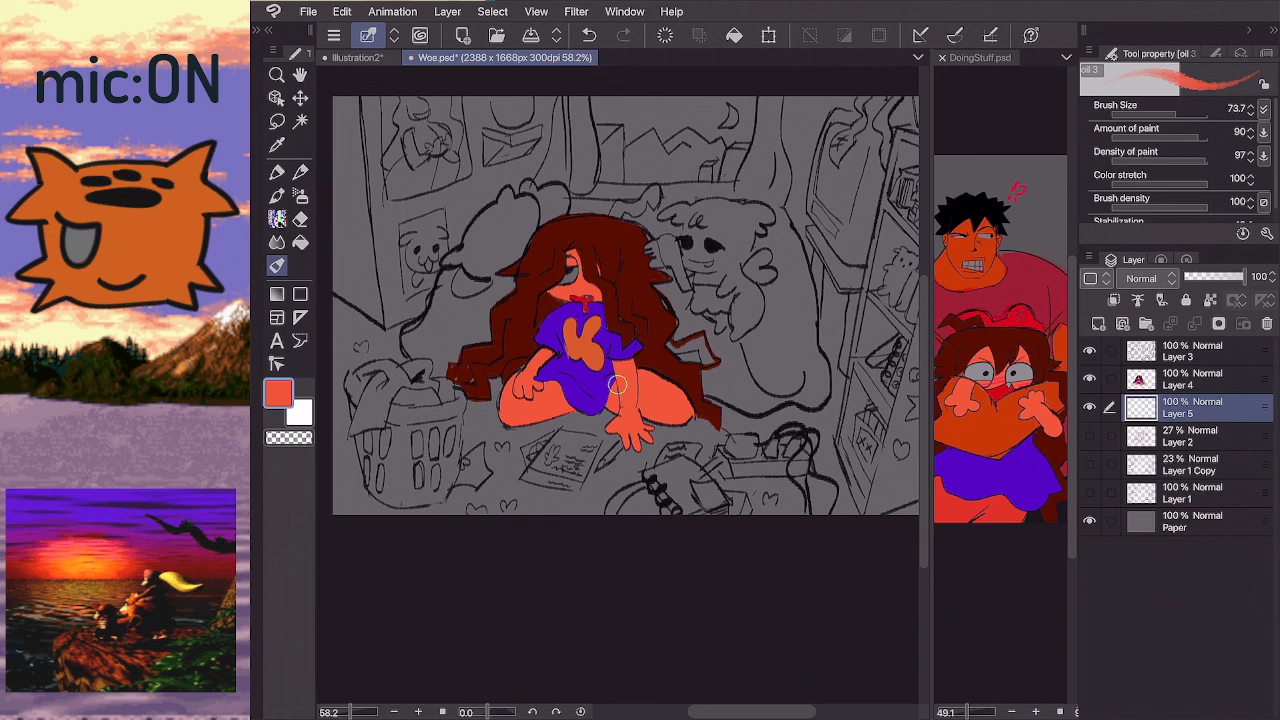 mic:ON
File Edit Animation Layer Select View Filter Window Help
Illustration2*
Woe.psd* (2388 x 1668px 300dpi 58.2%)
DoingStuff.psd
Tool property [oil 3
oil 3
Brush Size 73.7
Amount of paint 90
Density of paint 97
Color stretch 100
Brush density 100
Stabilization
Layer
Normal 100
100 % Normal
Layer 3
100 % Normal
Layer 4
100 % Normal
Layer 5
27 % Normal
Layer 2
23 % Normal
Layer 1 Copy
100 % Normal
Layer 1
100 % Normal
Paper
K
A
58.2
0.0
49.1